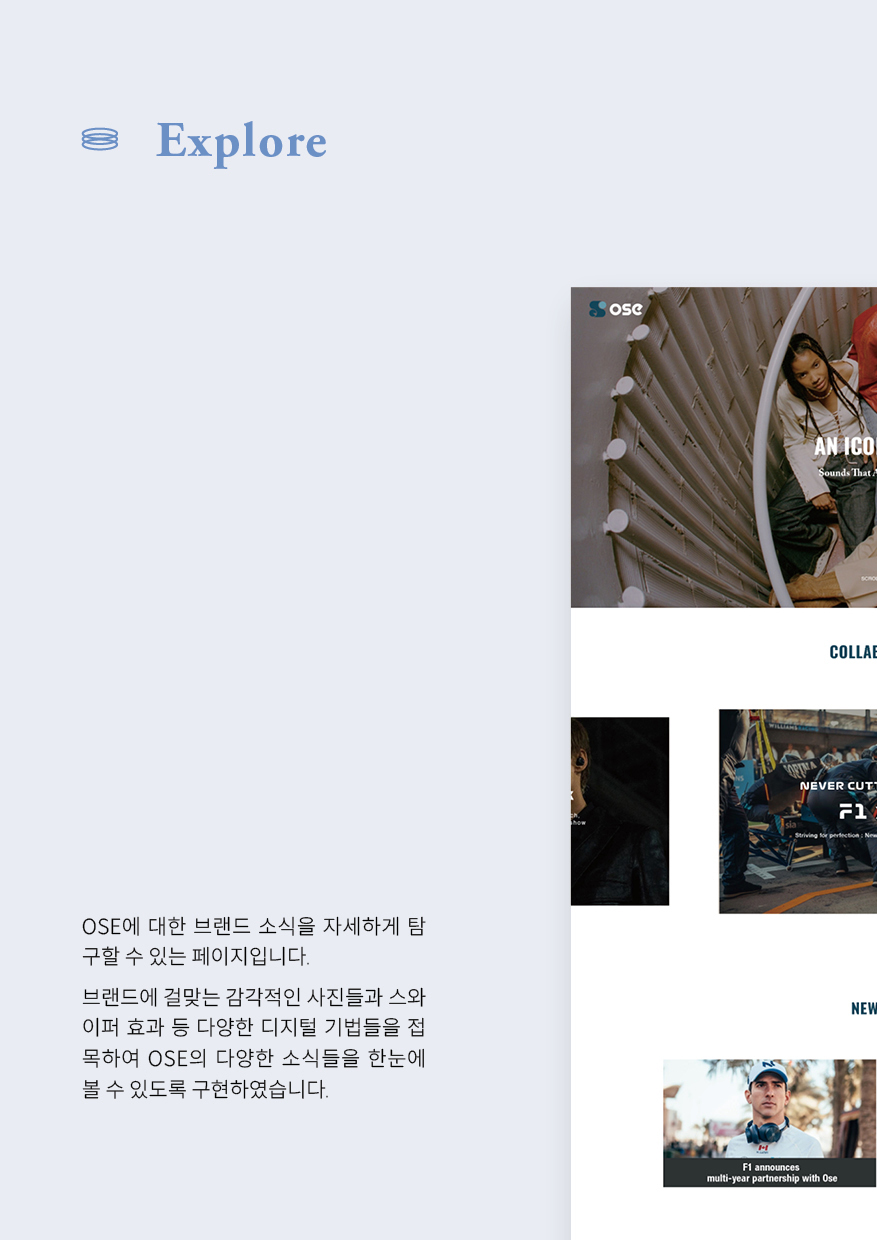 Explore
ose
AN ICO
Sounds That A
SCRO
COLLAB
NEVER CUT
F1
Striving for perfection : New
show
NEW
F1 announces
multi-year partnership with Ose
OSE에 대한 브랜드 소식을 자세하게 탐
구할 수 있는 페이지입니다.
브랜드에 걸맞는 감각적인 사진들과 스와
이퍼 효과 등 다양한 디지털 기법들을 접
목하여 OSE의 다양한 소식들을 한눈에
볼 수 있도록 구현하였습니다.